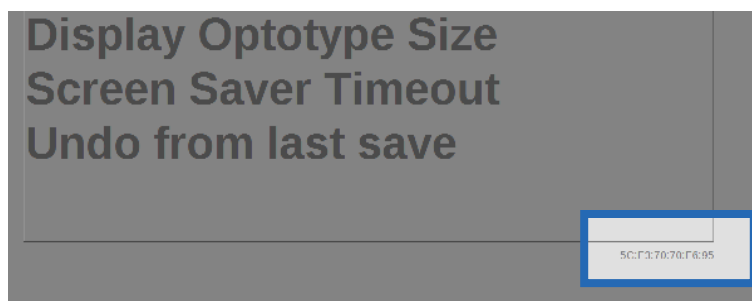 Display Optotype Size
Screen Saver Timeout
Undo from last save
5C:F3:70:70:F6:95